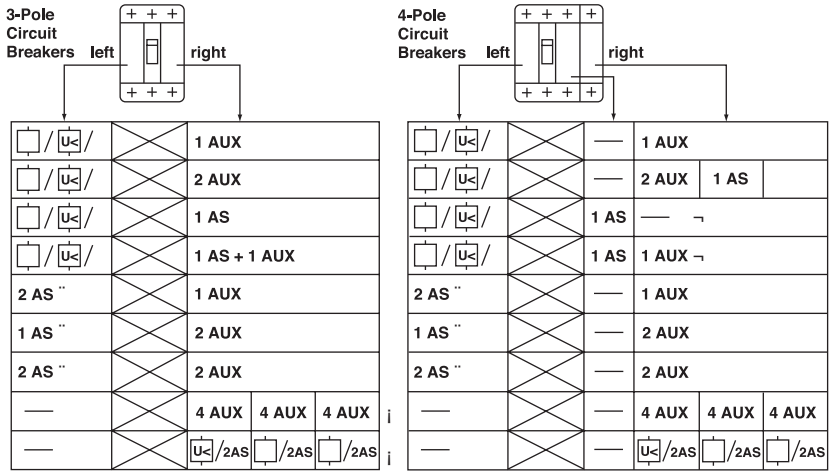 3-Pole
Circuit
Breakers left right
4-Pole
Circuit
Breakers left right
+ + +
+ + +
+ + + +
+ + + +
/ U< / 1 AUX
/ U< / 2 AUX
/ U< / 1 AS
/ U< / 1 AS + 1 AUX
2 AS ¨ 1 AUX
1 AS ¨ 2 AUX
2 AS ¨ 2 AUX
— 4 AUX 4 AUX 4 AUX ¡
— U< /2AS /2AS /2AS ¡
/ U< / — 1 AUX
/ U< / — 2 AUX 1 AS
/ U< / 1 AS — ¬
/ U< / 1 AS 1 AUX ¬
2 AS ¨ — 1 AUX
1 AS ¨ — 2 AUX
2 AS ¨ — 2 AUX
— — 4 AUX 4 AUX 4 AUX
— — U< /2AS /2AS /2AS